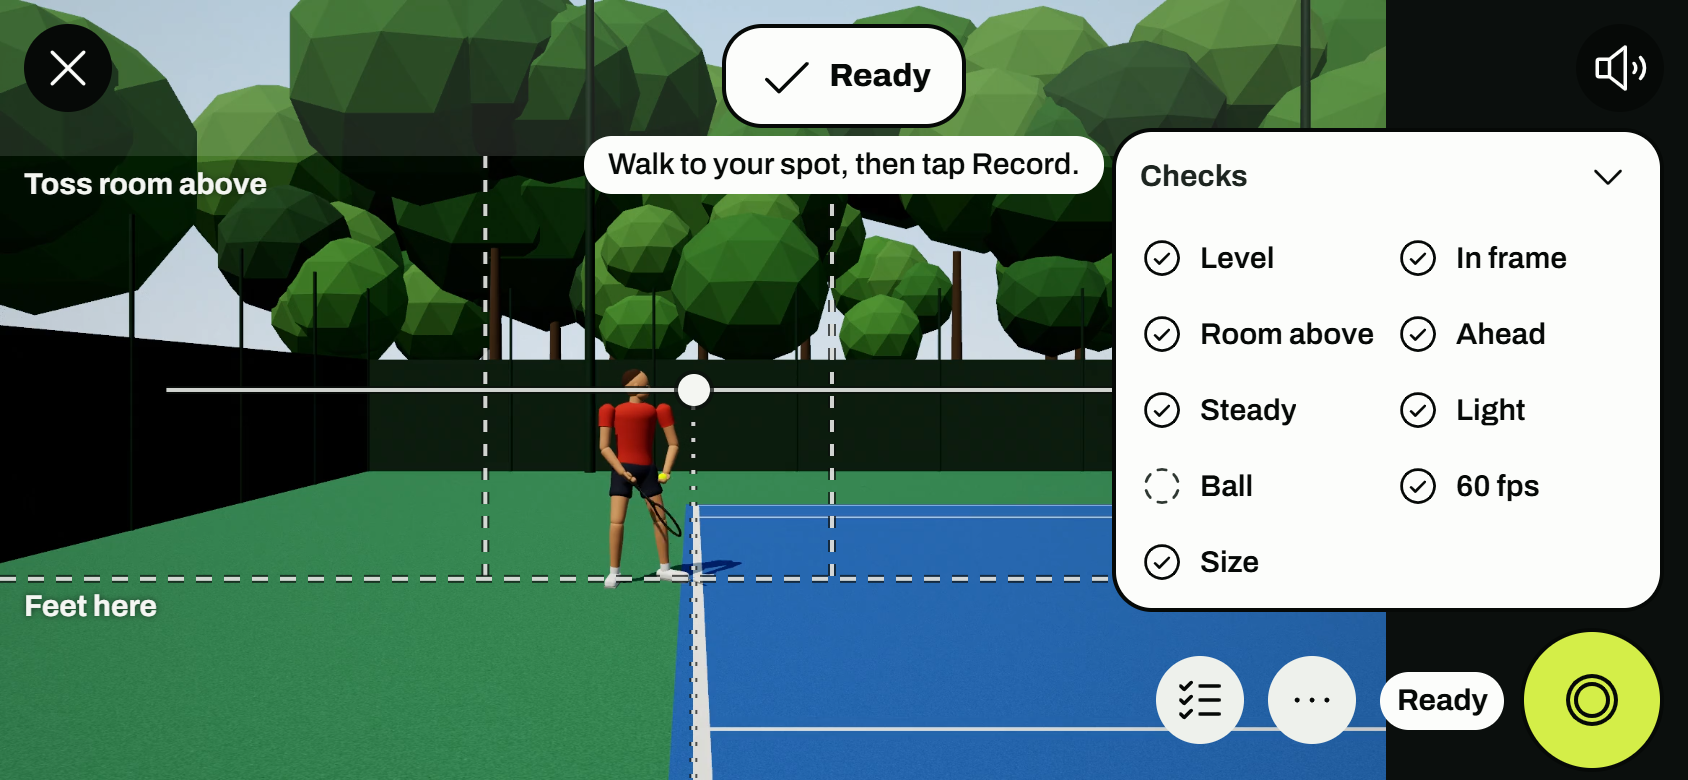 Ready
Walk to your spot, then tap Record.
Toss room above
Checks
Level
In frame
Room above
Ahead
Steady
Light
Ball
60 fps
Size
Feet here
Ready